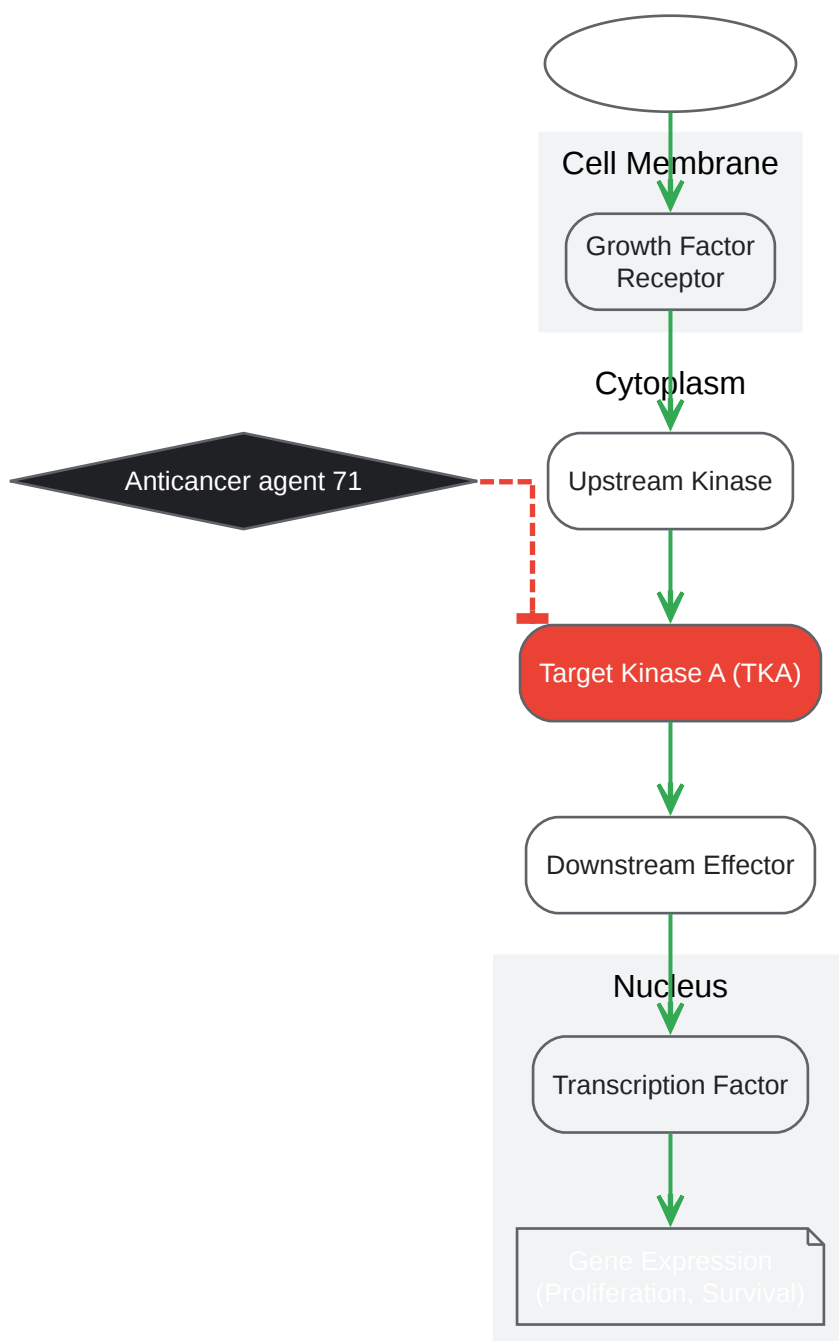 Cell Membrane
Growth Factor
Receptor
Cytoplasm
Anticancer agent 71
Upstream Kinase
Target Kinase A (TKA)
Downstream Effector
Nucleus
Transcription Factor
Gene Expression
(Proliferation, Survival)